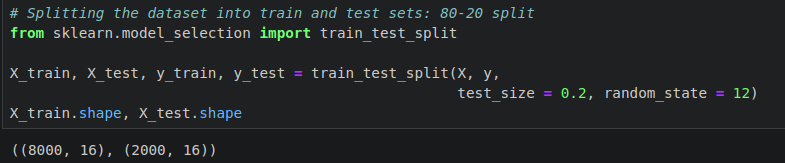 # Splitting the dataset into train and test sets: 80-20 split
from sklearn.model_selection import train_test_split
X_train, X_test, y_train, y_test = train_test_split(X, y,
test_size = 0.2, random_state = 12)
X_train.shape, X_test.shape
((8000, 16), (2000, 16))